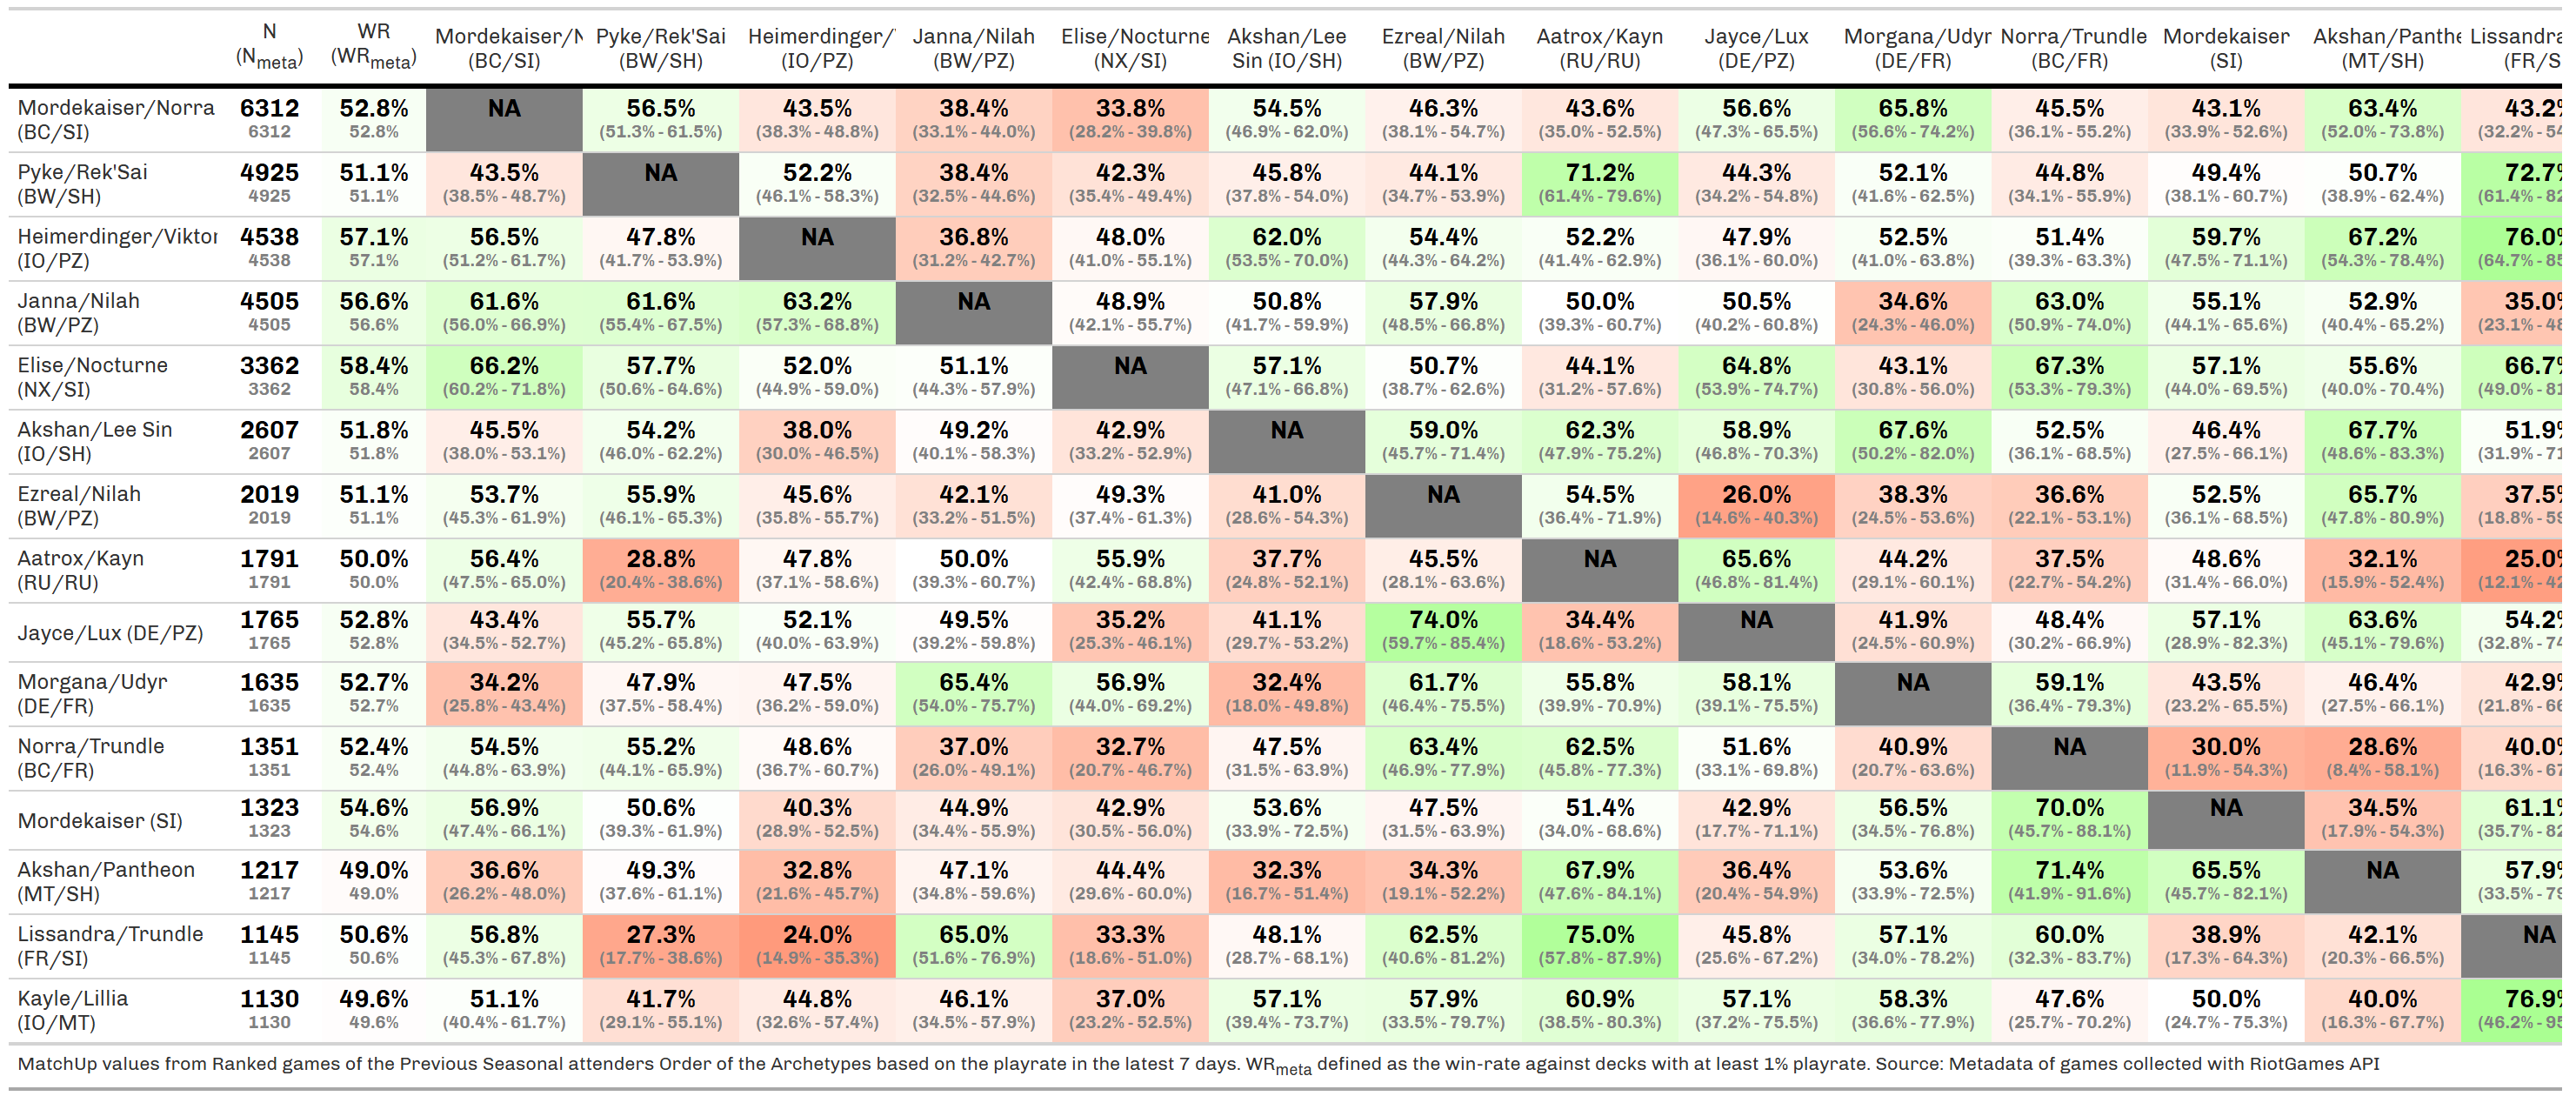 N WR Mordekaiser/N Pyke/Rek'Sai Heimerdinger/ Janna/Nilah Elise/Nocturne Akshan/Lee Ezreal/Nilah Aatrox/Kayn Jayce/Lux Morgana/Udyr Norra/Trundle Mordekaiser Akshan/Panthe Lissandra
(Nmeta) (WRmeta) (BC/SI) (BW/SH) (IO/PZ) (BW/PZ) (NX/SI) Sin (IO/SH) (BW/PZ) (RU/RU) (DE/PZ) (DE/FR) (BC/FR) (SI) (MT/SH) (FR/S
Mordekaiser/Norra 6312 52.8% NA 56.5% 43.5% 38.4% 33.8% 54.5% 46.3% 43.6% 56.6% 65.8% 45.5% 43.1% 63.4% 43.2%
(BC/SI) 6312 52.8% (51.3% - 61.5%) (38.3% - 48.8%) (33.1% - 44.0%) (28.2% - 39.8%) (46.9% - 62.0%) (38.1% - 54.7%) (35.0% - 52.5%) (47.3% - 65.5%) (56.6% - 74.2%) (36.1% - 55.2%) (33.9% - 52.6%) (52.0% - 73.8%) (32.2% - 54
Pyke/Rek'Sai 4925 51.1% 43.5% NA 52.2% 38.4% 42.3% 45.8% 44.1% 71.2% 44.3% 52.1% 44.8% 49.4% 50.7% 72.7%
(BW/SH) 4925 51.1% (38.5% - 48.7%) (46.1% - 58.3%) (32.5% - 44.6%) (35.4% - 49.4%) (37.8% - 54.0%) (34.7% - 53.9%) (61.4% - 79.6%) (34.2% - 54.8%) (41.6% - 62.5%) (34.1% - 55.9%) (38.1% - 60.7%) (38.9% - 62.4%) (61.4% - 82
Heimerdinger/Viktor 4538 57.1% 56.5% 47.8% NA 36.8% 48.0% 62.0% 54.4% 52.2% 47.9% 52.5% 51.4% 59.7% 67.2% 76.0%
(IO/PZ) 4538 57.1% (51.2% - 61.7%) (41.7% - 53.9%) (31.2% - 42.7%) (41.0% - 55.1%) (53.5% - 70.0%) (44.3% - 64.2%) (41.4% - 62.9%) (36.1% - 60.0%) (41.0% - 63.8%) (39.3% - 63.3%) (47.5% - 71.1%) (54.3% - 78.4%) (64.7% - 85
Janna/Nilah 4505 56.6% 61.6% 61.6% 63.2% NA 48.9% 50.8% 57.9% 50.0% 50.5% 34.6% 63.0% 55.1% 52.9% 35.0%
(BW/PZ) 4505 56.6% (56.0% - 66.9%) (55.4% - 67.5%) (57.3% - 68.8%) (42.1% - 55.7%) (41.7% - 59.9%) (48.5% - 66.8%) (39.3% - 60.7%) (40.2% - 60.8%) (24.3% - 46.0%) (50.9% - 74.0%) (44.1% - 65.6%) (40.4% - 65.2%) (23.1% - 48
Elise/Nocturne 3362 58.4% 66.2% 57.7% 52.0% 51.1% NA 57.1% 50.7% 44.1% 64.8% 43.1% 67.3% 57.1% 55.6% 66.7%
(NX/SI) 3362 58.4% (60.2% - 71.8%) (50.6% - 64.6%) (44.9% - 59.0%) (44.3% - 57.9%) (47.1% - 66.8%) (38.7% - 62.6%) (31.2% - 57.6%) (53.9% - 74.7%) (30.8% - 56.0%) (53.3% - 79.3%) (44.0% - 69.5%) (40.0% - 70.4%) (49.0% - 81
Akshan/Lee Sin 2607 51.8% 45.5% 54.2% 38.0% 49.2% 42.9% NA 59.0% 62.3% 58.9% 67.6% 52.5% 46.4% 67.7% 51.9%
(IO/SH) 2607 51.8% (38.0% - 53.1%) (46.0% - 62.2%) (30.0% - 46.5%) (40.1% - 58.3%) (33.2% - 52.9%) (45.7% - 71.4%) (47.9% - 75.2%) (46.8% - 70.3%) (50.2% - 82.0%) (36.1% - 68.5%) (27.5% - 66.1%) (48.6% - 83.3%) (31.9% - 71
Ezreal/Nilah 2019 51.1% 53.7% 55.9% 45.6% 42.1% 49.3% 41.0% NA 54.5% 26.0% 38.3% 36.6% 52.5% 65.7% 37.5%
(BW/PZ) 2019 51.1% (45.3% - 61.9%) (46.1% - 65.3%) (35.8% - 55.7%) (33.2% - 51.5%) (37.4% - 61.3%) (28.6% - 54.3%) (36.4% - 71.9%) (14.6% - 40.3%) (24.5% - 53.6%) (22.1% - 53.1%) (36.1% - 68.5%) (47.8% - 80.9%) (18.8% - 59
Aatrox/Kayn 1791 50.0% 56.4% 28.8% 47.8% 50.0% 55.9% 37.7% 45.5% NA 65.6% 44.2% 37.5% 48.6% 32.1% 25.0%
(RU/RU) 1791 50.0% (47.5% - 65.0%) (20.4% - 38.6%) (37.1% - 58.6%) (39.3% - 60.7%) (42.4% - 68.8%) (24.8% - 52.1%) (28.1% - 63.6%) (46.8% - 81.4%) (29.1% - 60.1%) (22.7% - 54.2%) (31.4% - 66.0%) (15.9% - 52.4%) (12.1% - 42
Jayce/Lux (DE/PZ) 1765 52.8% 43.4% 55.7% 52.1% 49.5% 35.2% 41.1% 74.0% 34.4% NA 41.9% 48.4% 57.1% 63.6% 54.2%
1765 52.8% (34.5% - 52.7%) (45.2% - 65.8%) (40.0% - 63.9%) (39.2% - 59.8%) (25.3% - 46.1%) (29.7% - 53.2%) (59.7% - 85.4%) (18.6% - 53.2%) (24.5% - 60.9%) (30.2% - 66.9%) (28.9% - 82.3%) (45.1% - 79.6%) (32.8% - 74
Morgana/Udyr 1635 52.7% 34.2% 47.9% 47.5% 65.4% 56.9% 32.4% 61.7% 55.8% 58.1% NA 59.1% 43.5% 46.4% 42.9%
(DE/FR) 1635 52.7% (25.8% - 43.4%) (37.5% - 58.4%) (36.2% - 59.0%) (54.0% - 75.7%) (44.0% - 69.2%) (18.0% - 49.8%) (46.4% - 75.5%) (39.9% - 70.9%) (39.1% - 75.5%) (36.4% - 79.3%) (23.2% - 65.5%) (27.5% - 66.1%) (21.8% - 66
Norra/Trundle 1351 52.4% 54.5% 55.2% 48.6% 37.0% 32.7% 47.5% 63.4% 62.5% 51.6% 40.9% NA 30.0% 28.6% 40.0%
(BC/FR) 1351 52.4% (44.8% - 63.9%) (44.1% - 65.9%) (36.7% - 60.7%) (26.0% - 49.1%) (20.7% - 46.7%) (31.5% - 63.9%) (46.9% - 77.9%) (45.8% - 77.3%) (33.1% - 69.8%) (20.7% - 63.6%) (11.9% - 54.3%) (8.4% - 58.1%) (16.3% - 67
Mordekaiser (SI) 1323 54.6% 56.9% 50.6% 40.3% 44.9% 42.9% 53.6% 47.5% 51.4% 42.9% 56.5% 70.0% NA 34.5% 61.1%
1323 54.6% (47.4% - 66.1%) (39.3% - 61.9%) (28.9% - 52.5%) (34.4% - 55.9%) (30.5% - 56.0%) (33.9% - 72.5%) (31.5% - 63.9%) (34.0% - 68.6%) (17.7% - 71.1%) (34.5% - 76.8%) (45.7% - 88.1%) (17.9% - 54.3%) (35.7% - 82
Akshan/Pantheon 1217 49.0% 36.6% 49.3% 32.8% 47.1% 44.4% 32.3% 34.3% 67.9% 36.4% 53.6% 71.4% 65.5% NA 57.9%
(MT/SH) 1217 49.0% (26.2% - 48.0%) (37.6% - 61.1%) (21.6% - 45.7%) (34.8% - 59.6%) (29.6% - 60.0%) (16.7% - 51.4%) (19.1% - 52.2%) (47.6% - 84.1%) (20.4% - 54.9%) (33.9% - 72.5%) (41.9% - 91.6%) (45.7% - 82.1%) (33.5% - 79
Lissandra/Trundle 1145 50.6% 56.8% 27.3% 24.0% 65.0% 33.3% 48.1% 62.5% 75.0% 45.8% 57.1% 60.0% 38.9% 42.1% NA
(FR/SI) 1145 50.6% (45.3% - 67.8%) (17.7% - 38.6%) (14.9% - 35.3%) (51.6% - 76.9%) (18.6% - 51.0%) (28.7% - 68.1%) (40.6% - 81.2%) (57.8% - 87.9%) (25.6% - 67.2%) (34.0% - 78.2%) (32.3% - 83.7%) (17.3% - 64.3%) (20.3% - 66.5%)
Kayle/Lillia 1130 49.6% 51.1% 41.7% 44.8% 46.1% 37.0% 57.1% 57.9% 60.9% 57.1% 58.3% 47.6% 50.0% 40.0% 76.9%
(IO/MT) 1130 49.6% (40.4% - 61.7%) (29.1% - 55.1%) (32.6% - 57.4%) (34.5% - 57.9%) (23.2% - 52.5%) (39.4% - 73.7%) (33.5% - 79.7%) (38.5% - 80.3%) (37.2% - 75.5%) (36.6% - 77.9%) (25.7% - 70.2%) (24.7% - 75.3%) (16.3% - 67.7%) (46.2% - 95
MatchUp values from Ranked games of the Previous Seasonal attenders Order of the Archetypes based on the playrate in the latest 7 days. WRmeta defined as the win-rate against decks with at least 1% playrate. Source: Metadata of games collected with RiotGames API